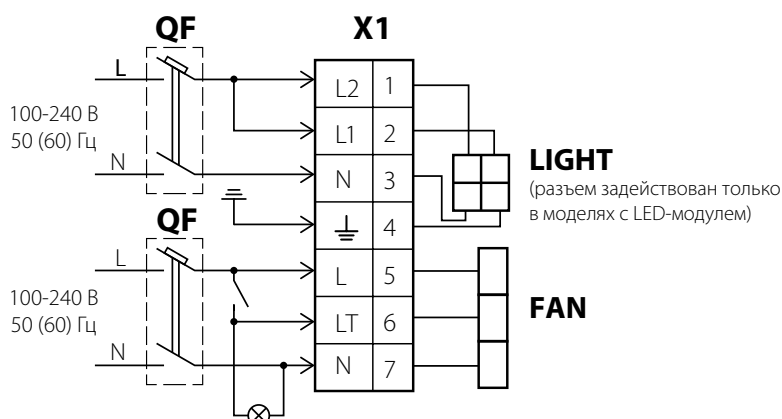 QF
X1
L
100-240 В
50 (60) Гц
N
L2 1
L1 2
N 3
4
L 5
LT 6
N 7
LIGHT
(разъем задействован только
в моделях с LED-модулем)
QF
L
100-240 В
50 (60) Гц
N
FAN